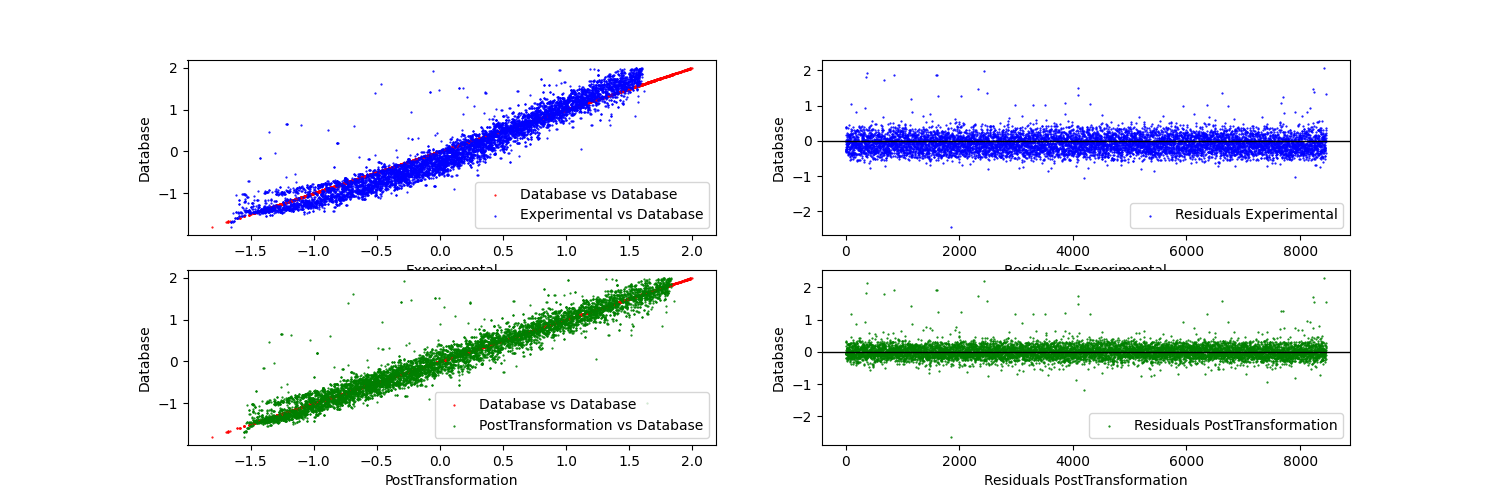 2
1
0
−1
Database
−1.5 −1.0 −0.5 0.0 0.5 1.0 1.5 2.0
Experimental
Database vs Database
Experimental vs Database
2
1
0
−1
−2
Database
0 2000 4000 6000 8000
Residuals Experimental
Residuals Experimental
2
1
0
−1
Database
−1.5 −1.0 −0.5 0.0 0.5 1.0 1.5 2.0
PostTransformation
Database vs Database
PostTransformation vs Database
2
1
0
−1
−2
Database
0 2000 4000 6000 8000
Residuals PostTransformation
Residuals PostTransformation